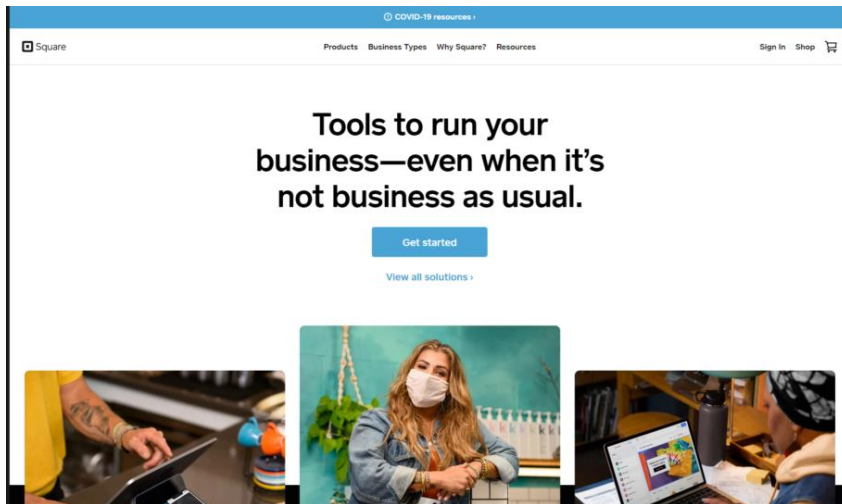 COVID-19 resources ›
Square
Products Business Types Why Square? Resources
Sign In Shop
Tools to run your
business—even when it's
not business as usual.
Get started
View all solutions ›